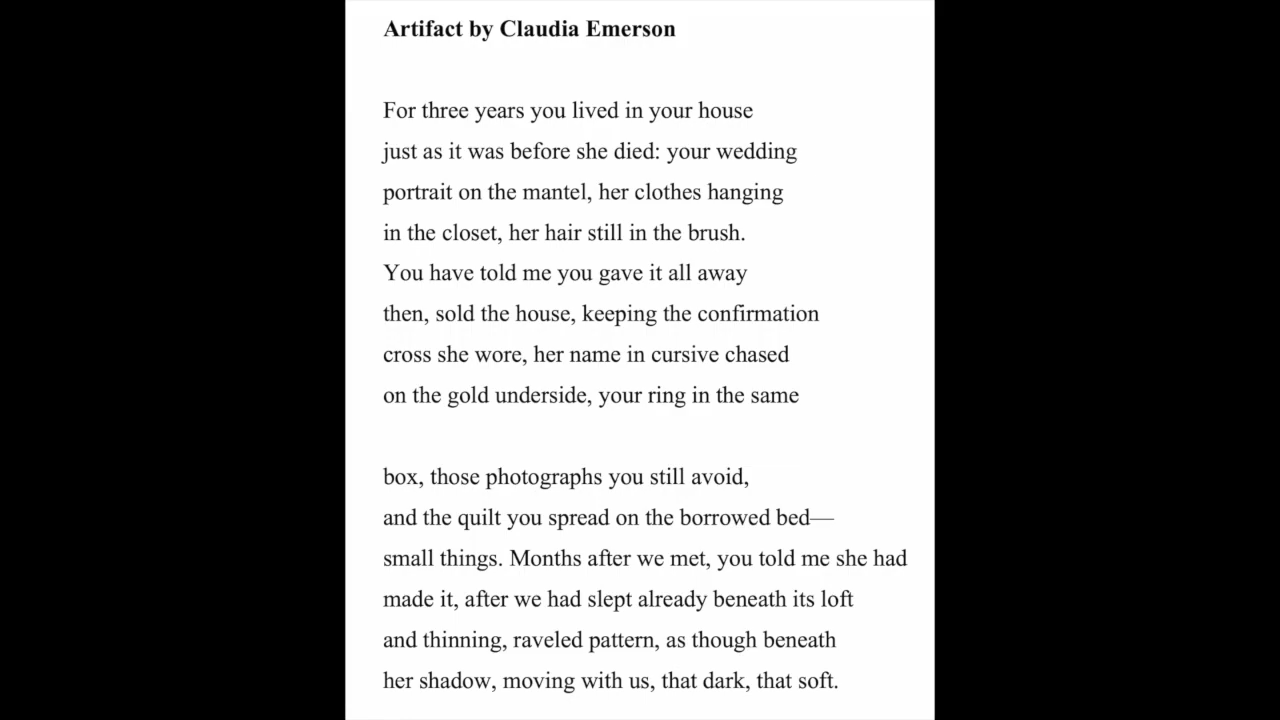 Artifact by Claudia Emerson
For three years you lived in your house
just as it was before she died: your wedding
portrait on the mantel, her clothes hanging
in the closet, her hair still in the brush.
You have told me you gave it all away
then, sold the house, keeping the confirmation
cross she wore, her name in cursive chased
on the gold underside, your ring in the same
box, those photographs you still avoid,
and the quilt you spread on the borrowed bed—
small things. Months after we met, you told me she had
made it, after we had slept already beneath its loft
and thinning, raveled pattern, as though beneath
her shadow, moving with us, that dark, that soft.